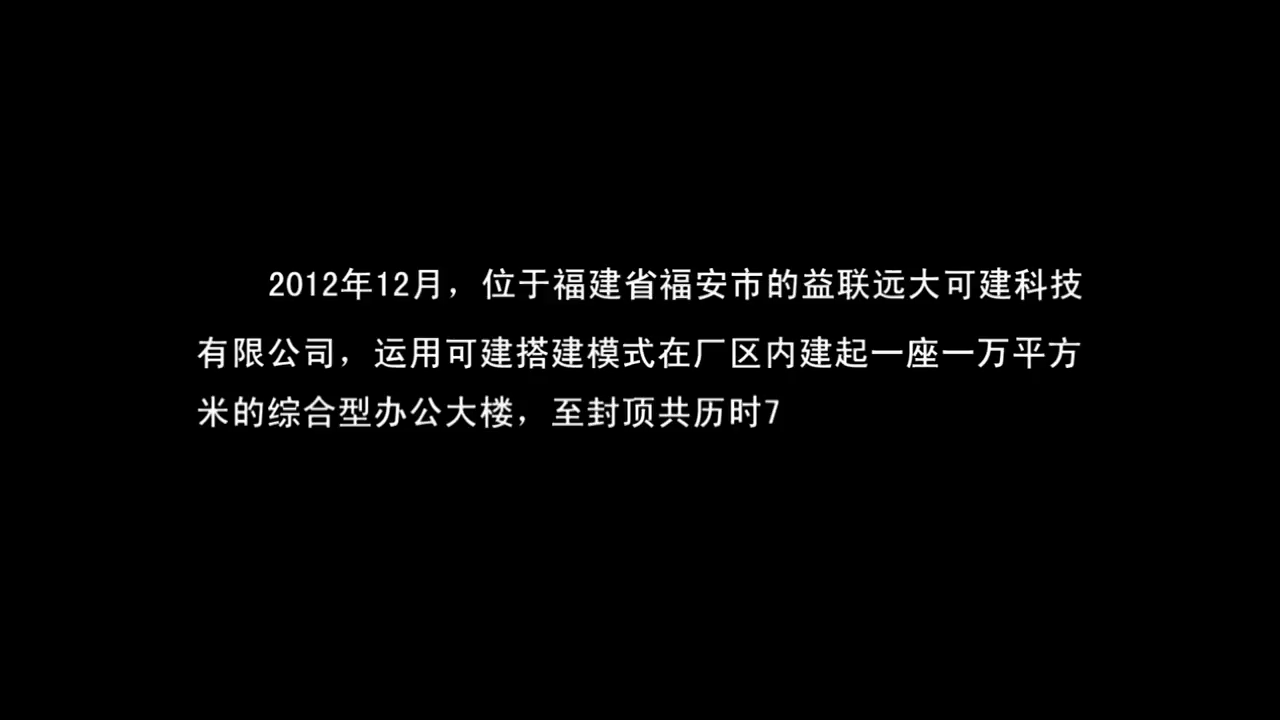 2012年12月，位于福建省福安市的益联远大可建科技
有限公司，运用可建搭建模式在厂区内建起一座一万平方
米的综合型办公大楼，至封顶共历时7